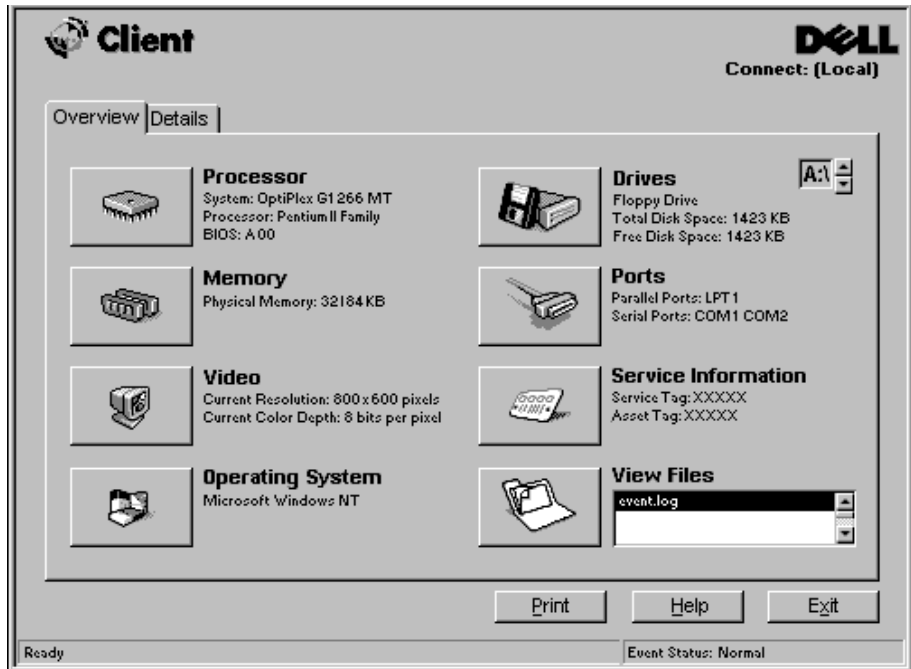 Client
DELL
Connect: (Local)
Overview
Details
Processor
System: OptiPlex G1266 MT
Processor: Pentium II Family
BIOS: A00
Drives
A:\
Floppy Drive
Total Disk Space: 1423 KB
Free Disk Space: 1423 KB
Memory
Physical Memory: 32184 KB
Ports
Parallel Ports: LPT1
Serial Ports: COM1 COM2
Video
Current Resolution: 800 x 600 pixels
Current Color Depth: 8 bits per pixel
Service Information
Service Tag: XXXXX
Asset Tag: XXXXX
Operating System
Microsoft Windows NT
View Files
event.log
Print
Help
Exit
Ready
Event Status: Normal